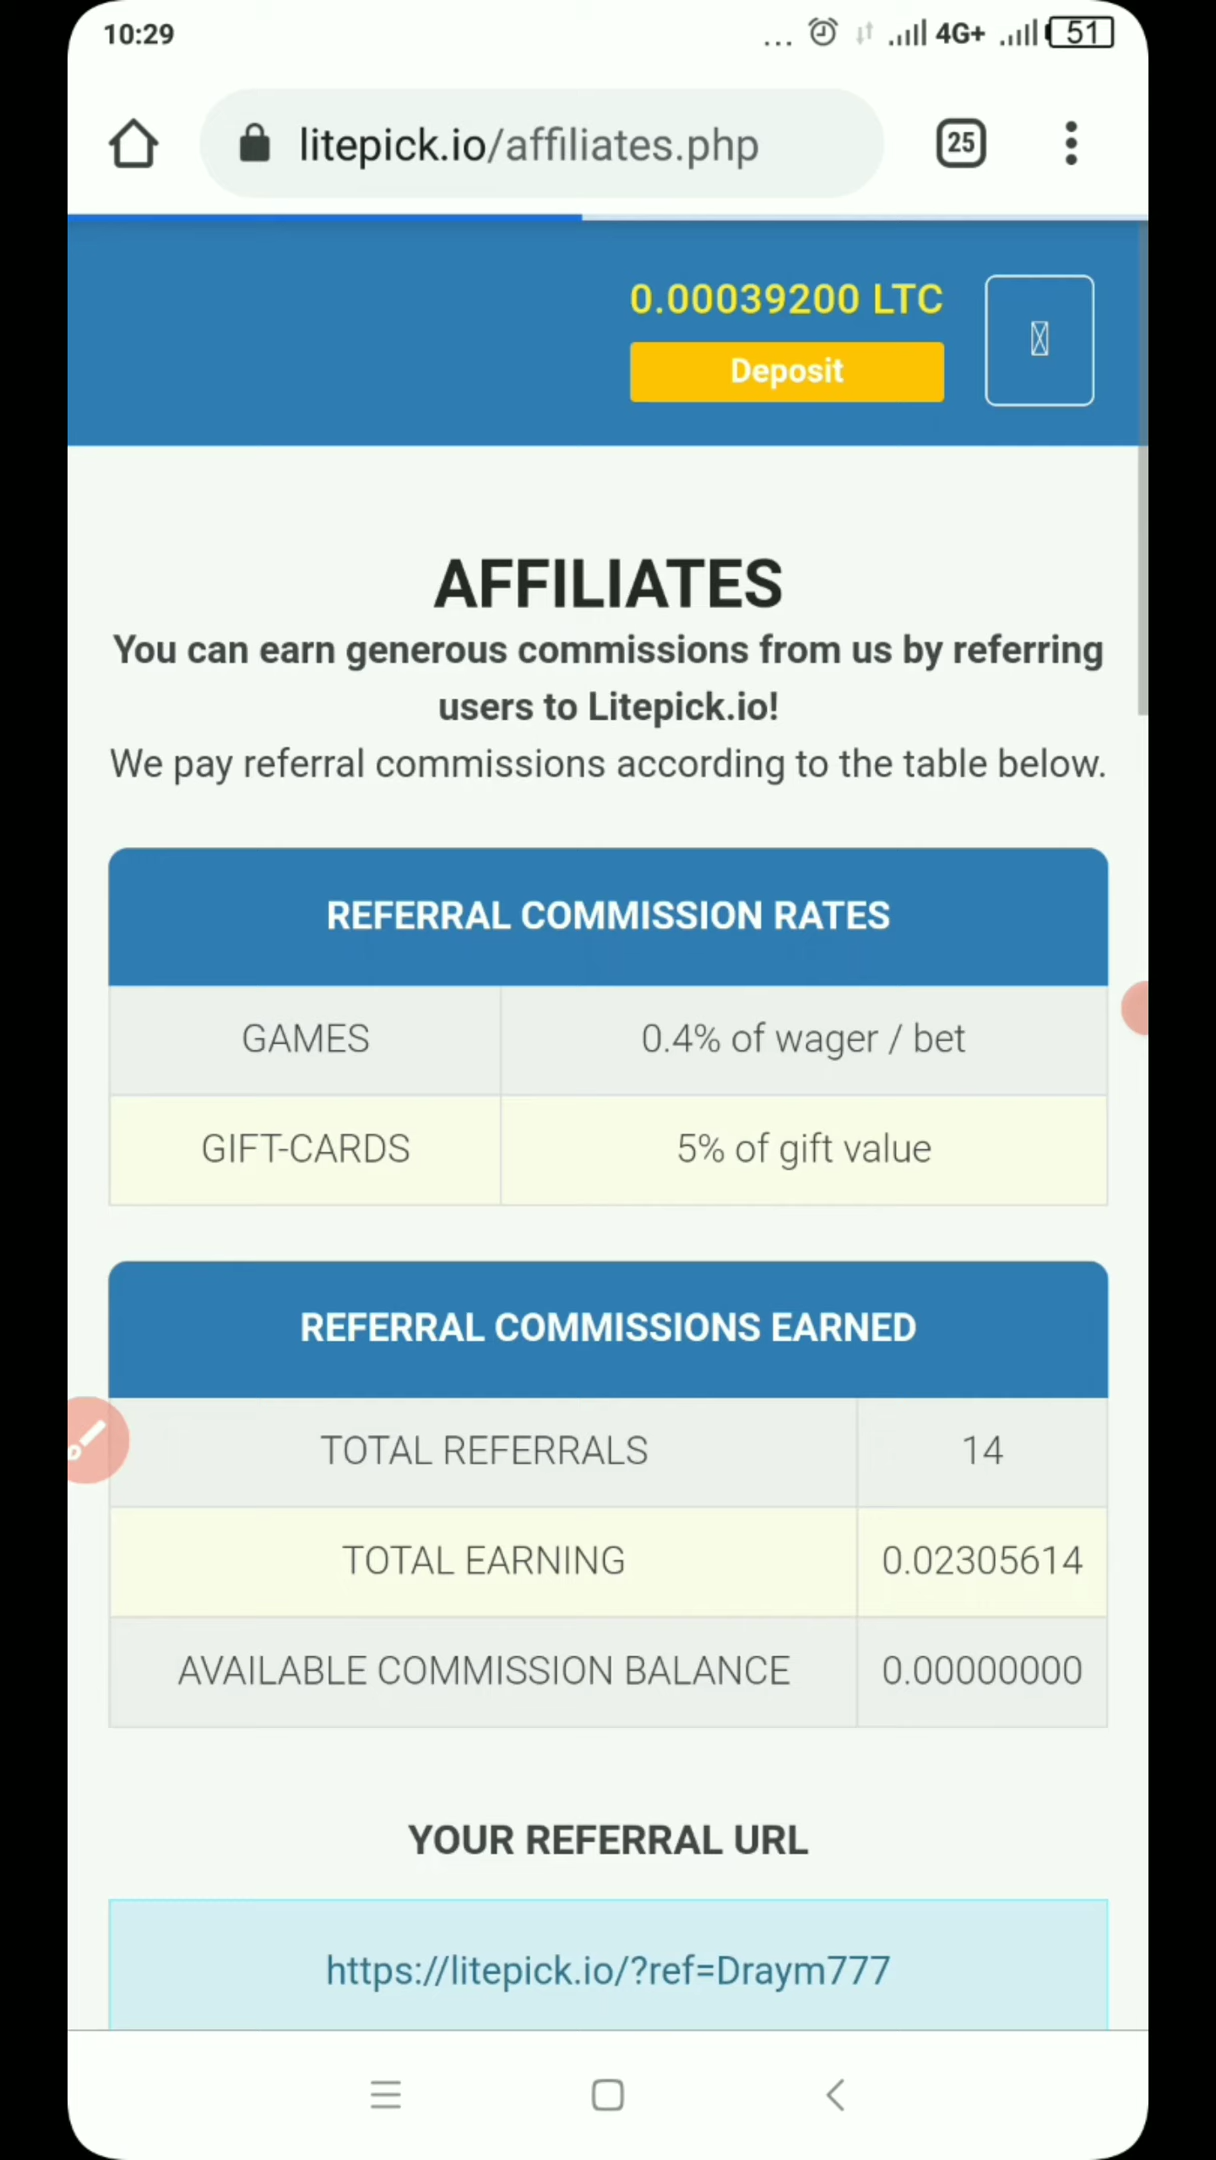 10:29
... 4G+ 51
litepick.io/affiliates.php
25
0.00039200 LTC
Deposit
AFFILIATES
You can earn generous commissions from us by referring
users to Litepick.io!
We pay referral commissions according to the table below.
REFERRAL COMMISSION RATES
GAMES 0.4% of wager / bet
GIFT-CARDS 5% of gift value
REFERRAL COMMISSIONS EARNED
TOTAL REFERRALS 14
TOTAL EARNING 0.02305614
AVAILABLE COMMISSION BALANCE 0.00000000
YOUR REFERRAL URL
https://litepick.io/?ref=Draym777